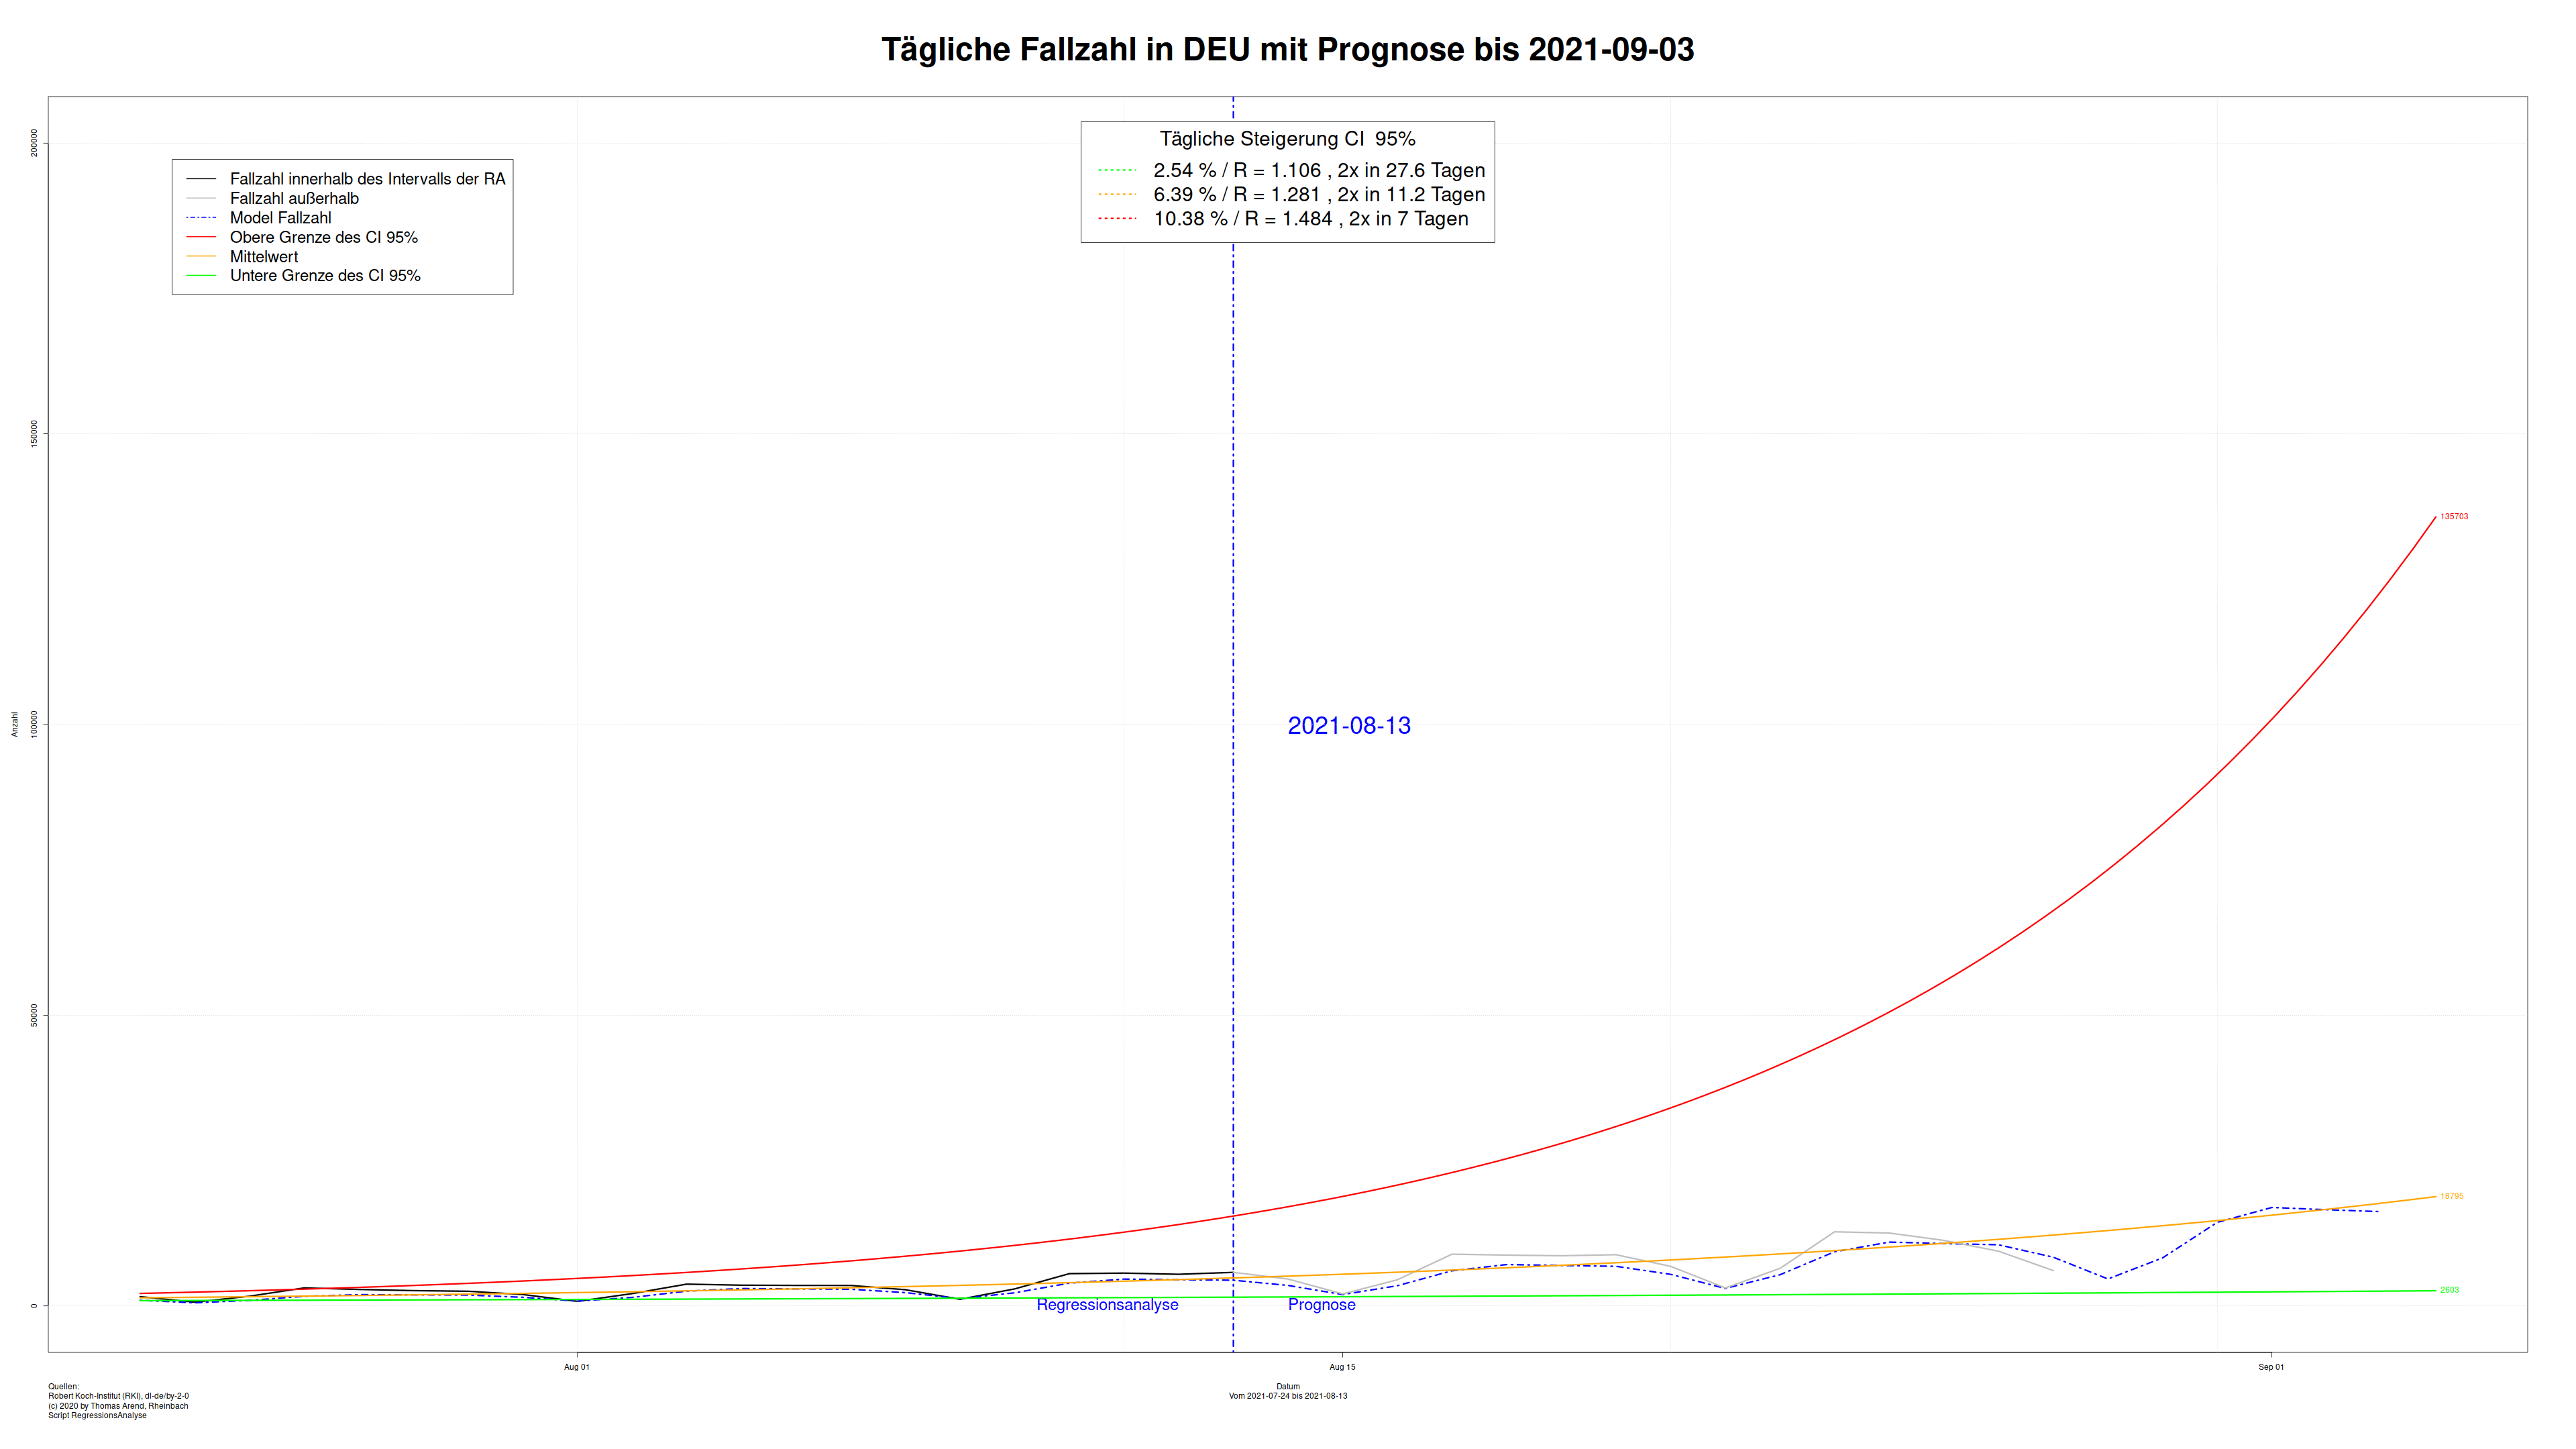 Tägliche Fallzahl in DEU mit Prognose bis 2021-09-03
Tägliche Steigerung CI  95%
2.54 % / R = 1.106 , 2x in 27.6 Tagen
6.39 % / R = 1.281 , 2x in 11.2 Tagen
10.38 % / R = 1.484 , 2x in 7 Tagen
Fallzahl innerhalb des Intervalls der RA
Fallzahl außerhalb
Model Fallzahl
Obere Grenze des CI 95%
Mittelwert
Untere Grenze des CI 95%
200000
150000
100000
50000
0
Anzahl
2021-08-13
135703
18795
2603
Regressionsanalyse
Prognose
Aug 01
Aug 15
Sep 01
Datum
Vom 2021-07-24 bis 2021-08-13
Quellen:
Robert Koch-Institut (RKI), dl-de/by-2-0
(c) 2020 by Thomas Arend, Rheinbach
Script RegressionsAnalyse